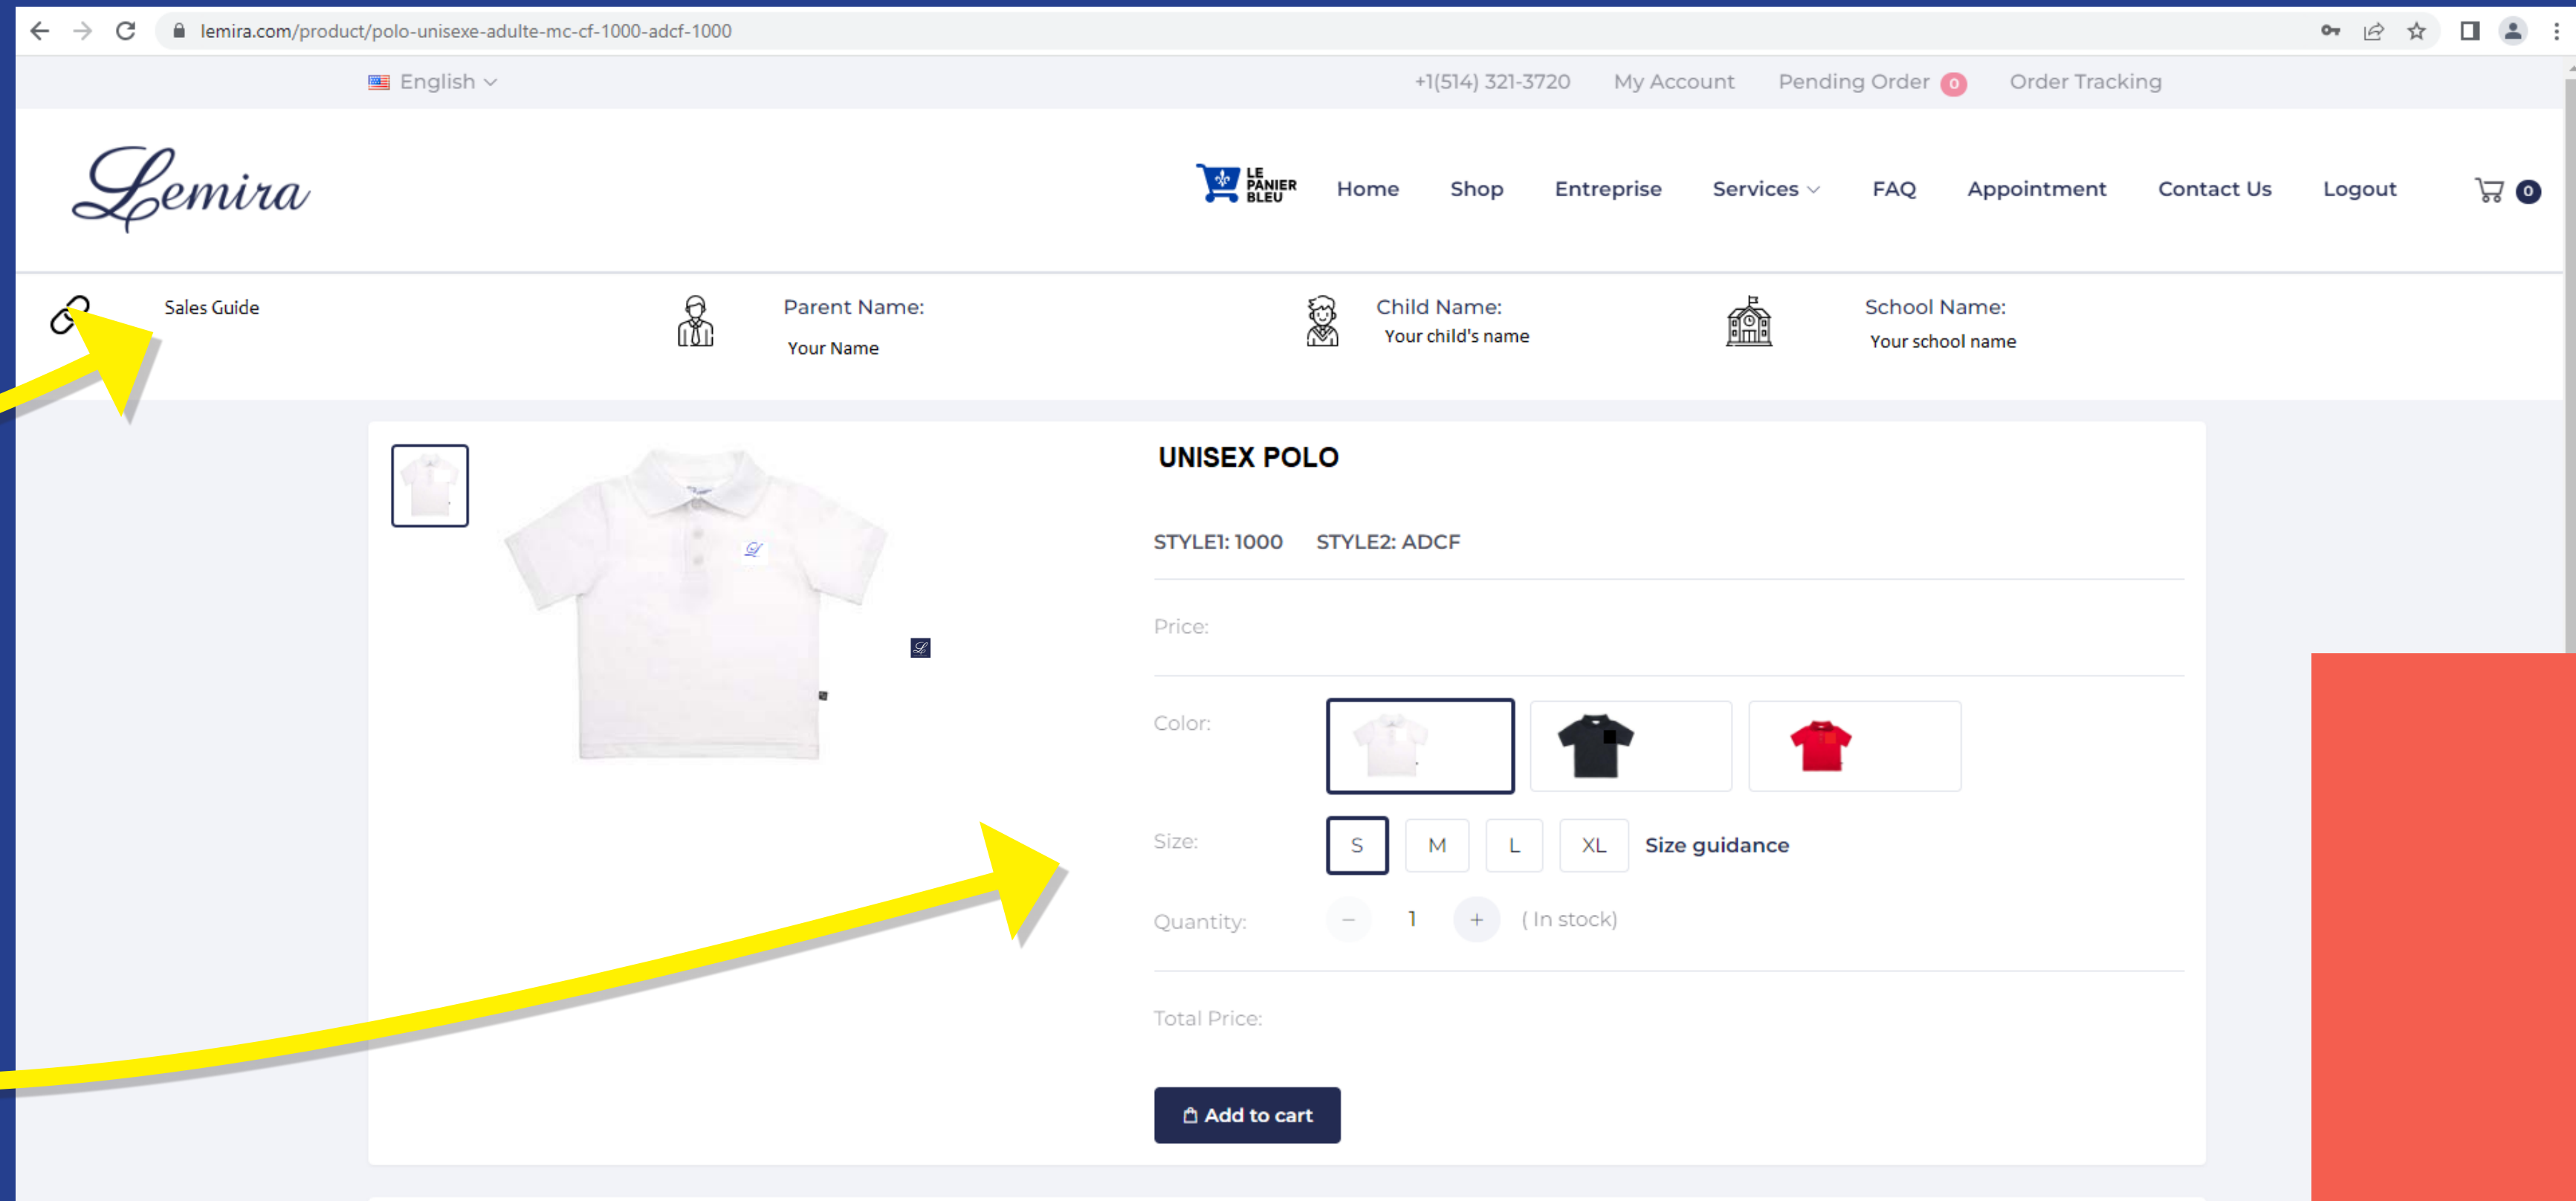 lemira.com/product/polo-unisexe-adulte-mc-cf-1000-adcf-1000
English +1(514) 321-3720 My Account Pending Order 0 Order Tracking
Lemira
LE PANIER BLEU
Home Shop Entreprise Services FAQ Appointment Contact Us Logout 0
Sales Guide
Parent Name:
Your Name
Child Name:
Your child's name
School Name:
Your school name
UNISEX POLO
STYLE1: 1000 STYLE2: ADCF
Price:
Color:
Size: S M L XL Size guidance
Quantity: − 1 + ( In stock)
Total Price:
Add to cart